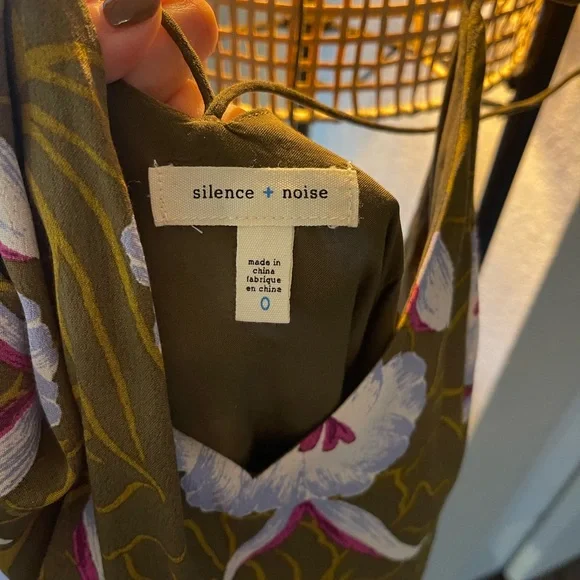 silence + noise
made in
china
fabriqué
en chine
0